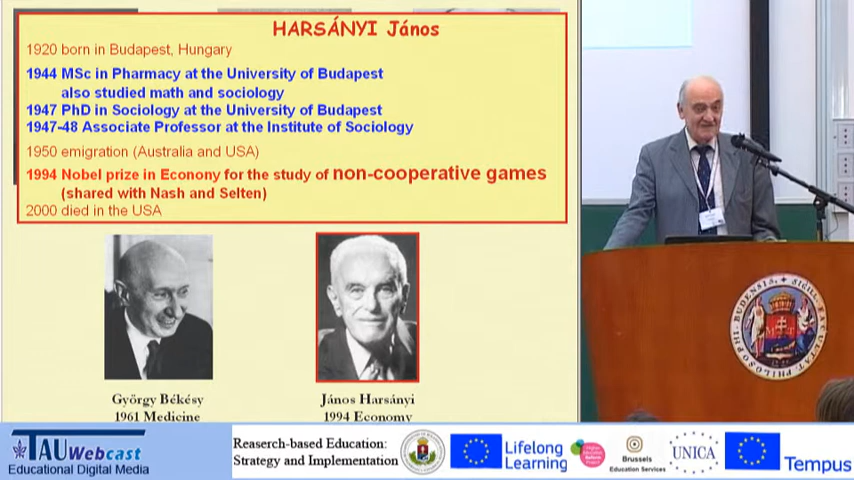 HARSÁNYI János
1920 born in Budapest, Hungary
1944 MSc in Pharmacy at the University of Budapest
also studied math and sociology
1947 PhD in Sociology at the University of Budapest
1947-48 Associate Professor at the Institute of Sociology
1950 emigration (Australia and USA)
1994 Nobel prize in Econony for the study of non-cooperative games
(shared with Nash and Selten)
2000 died in the USA
György Békésy
1961 Medicine
János Harsányi
1994 Economy
TAU Webcast
Educational Digital Media
Reaserch-based Education:
Strategy and Implementation
Lifelong
Learning
Brussels
Education Services
UNICA
Tempus